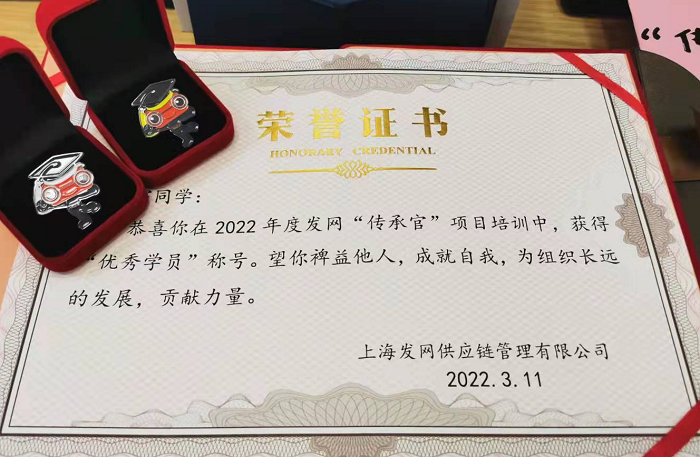 “传
荣誉证书
HONORARY CREDENTIAL
同学：
恭喜你在2022年度发网“传承官”项目培训中，获得
“优秀学员”称号。望你裨益他人，成就自我，为组织长远
的发展，贡献力量。
上海发网供应链管理有限公司
2022.3.11